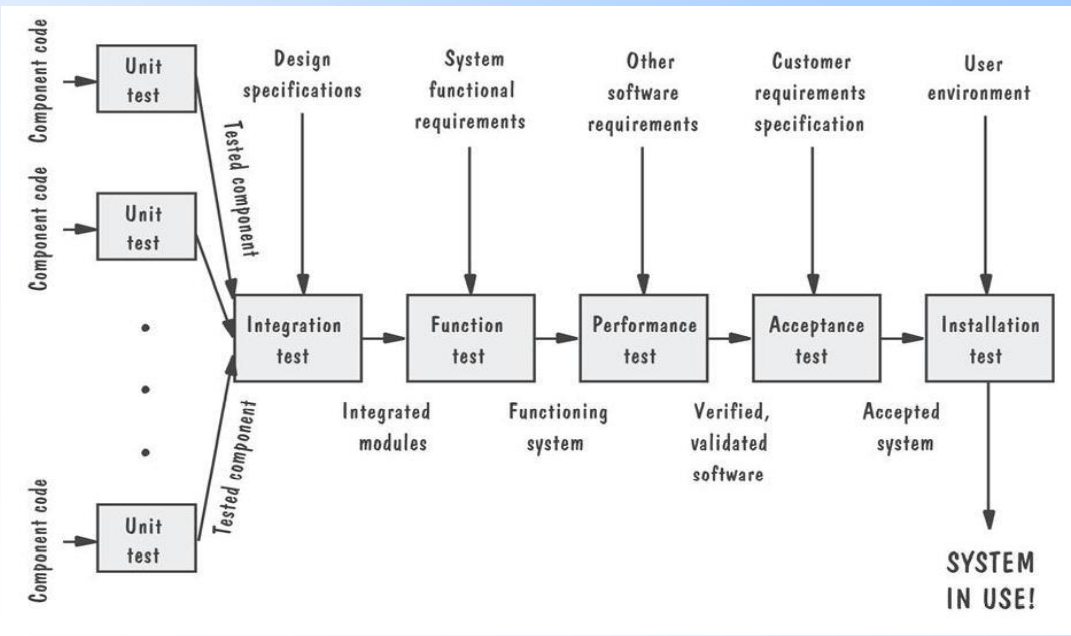 Component code
Unit
test
Tested component
Component code
Unit
test
Component code
Unit
test
Tested component
Design
specifications
System
functional
requirements
Other
software
requirements
Customer
requirements
specification
User
environment
Integration
test
Function
test
Performance
test
Acceptance
test
Installation
test
Integrated
modules
Functioning
system
Verified,
validated
software
Accepted
system
SYSTEM
IN USE!